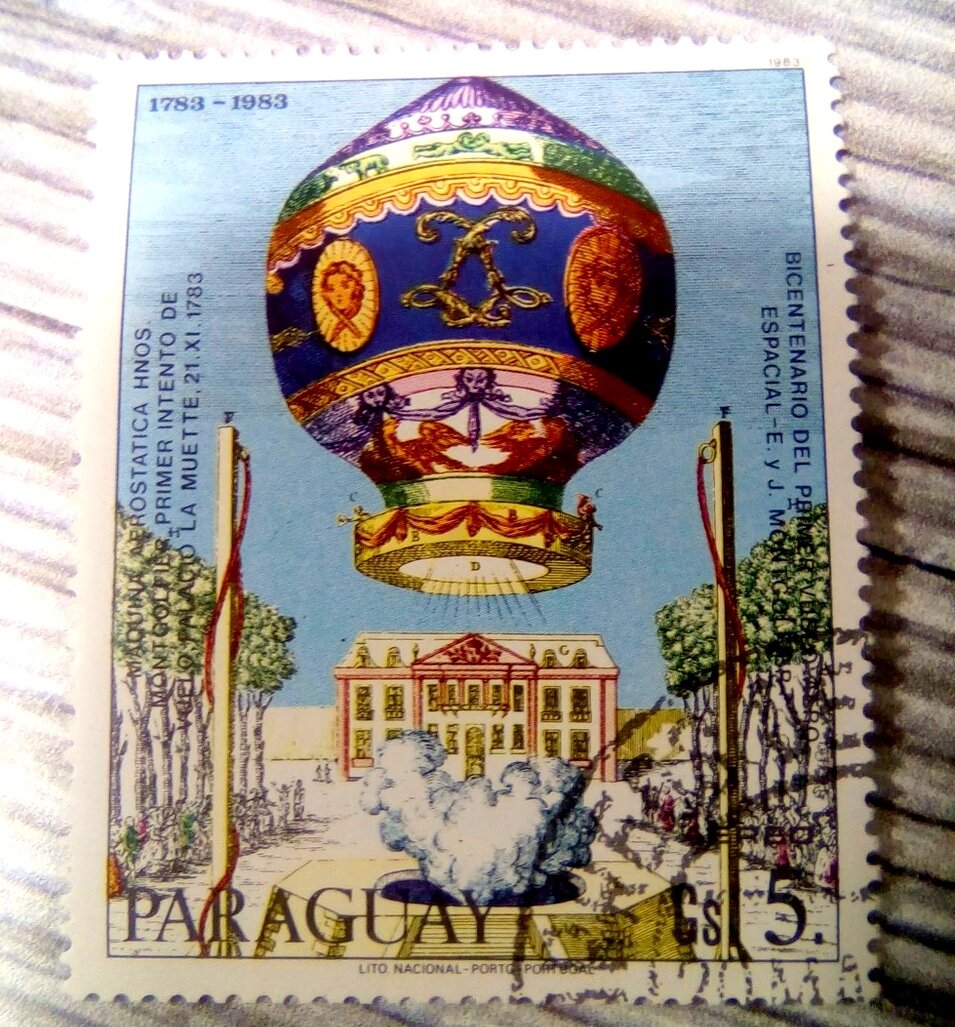 1983
1783-1983
MAQUINA AEROSTATICA HNOS.
MONTGOLFIER PRIMER INTENTO DE
VUELO PALACIO LA MUETTE, 21.XI.1783
BICENTENARIO DEL PRIMER VUELO
ESPACIAL-E. y J. MONTGOLFIER
F
F
C
C
B
D
G
PARAGUAY
Gs 5.
LITO NACIONAL-PORTO-PORTUGAL